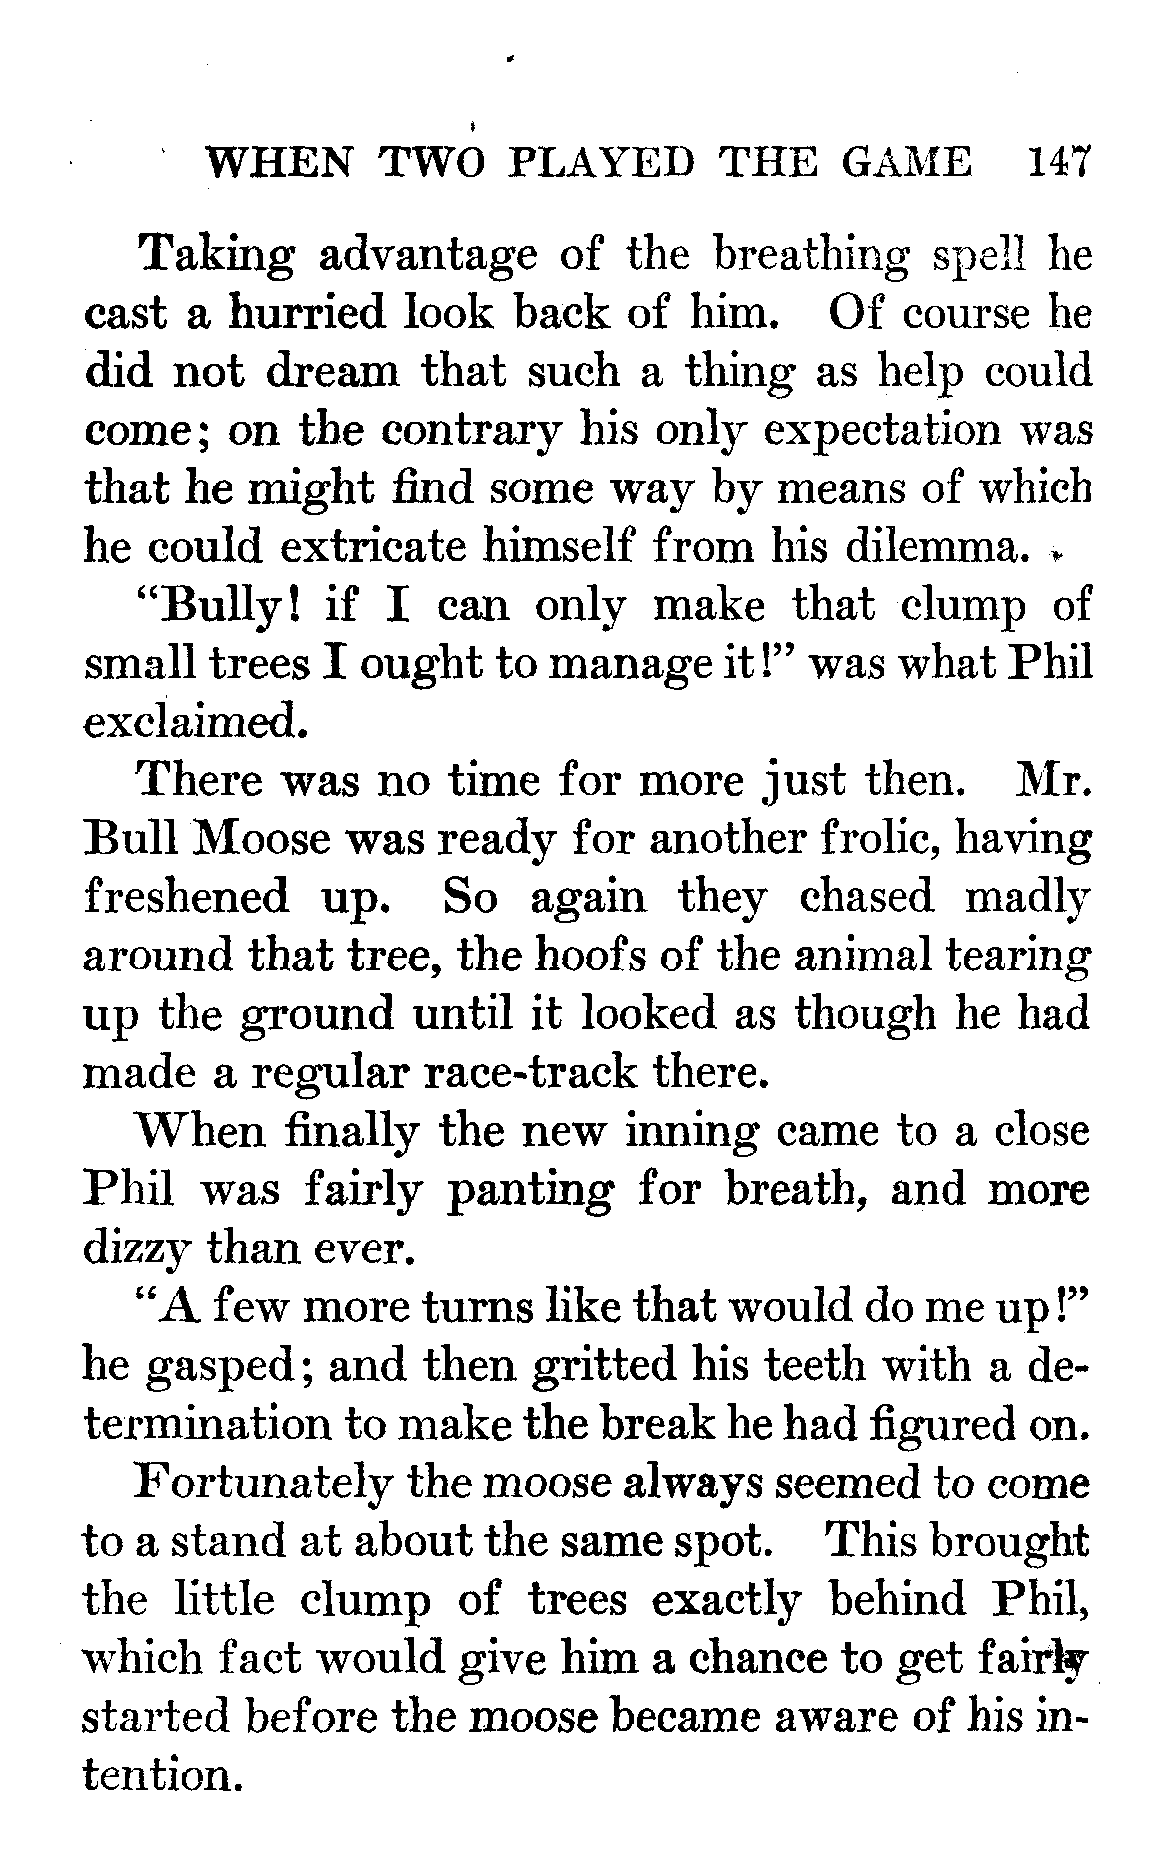 WHEN TWO PLAYED THE GAME 147
Taking advantage of the breathing spell he
cast a hurried look back of him. Of course he
did not dream that such a thing as help could
come; on the contrary his only expectation was
that he might find some way by means of which
he could extricate himself from his dilemma.
"Bully! if I can only make that clump of
small trees I ought to manage it!" was what Phil
exclaimed.
There was no time for more just then. Mr.
Bull Moose was ready for another frolic, having
freshened up. So again they chased madly
around that tree, the hoofs of the animal tearing
up the ground until it looked as though he had
made a regular race-track there.
When finally the new inning came to a close
Phil was fairly panting for breath, and more
dizzy than ever.
"A few more turns like that would do me up!"
he gasped; and then gritted his teeth with a de-
termination to make the break he had figured on.
Fortunately the moose always seemed to come
to a stand at about the same spot. This brought
the little clump of trees exactly behind Phil,
which fact would give him a chance to get fairly
started before the moose became aware of his in-
tention.